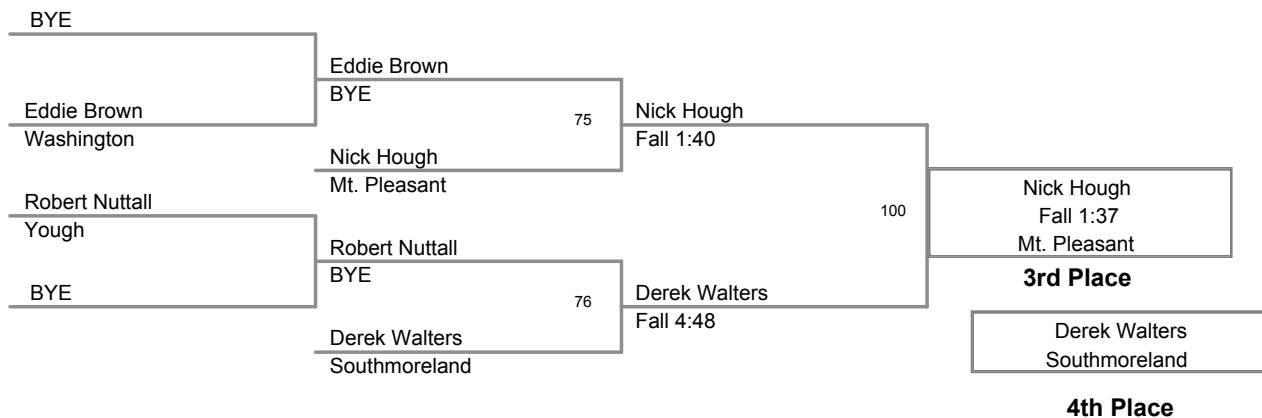 BYE
Eddie Brown
Washington
Robert Nuttall
Yough
BYE
Eddie Brown
BYE
75
Nick Hough
Mt. Pleasant
Robert Nuttall
BYE
76
Derek Walters
Southmoreland
Nick Hough
Fall 1:40
100
Derek Walters
Fall 4:48
Nick Hough
Fall 1:37
Mt. Pleasant
3rd Place
Derek Walters
Southmoreland
4th Place